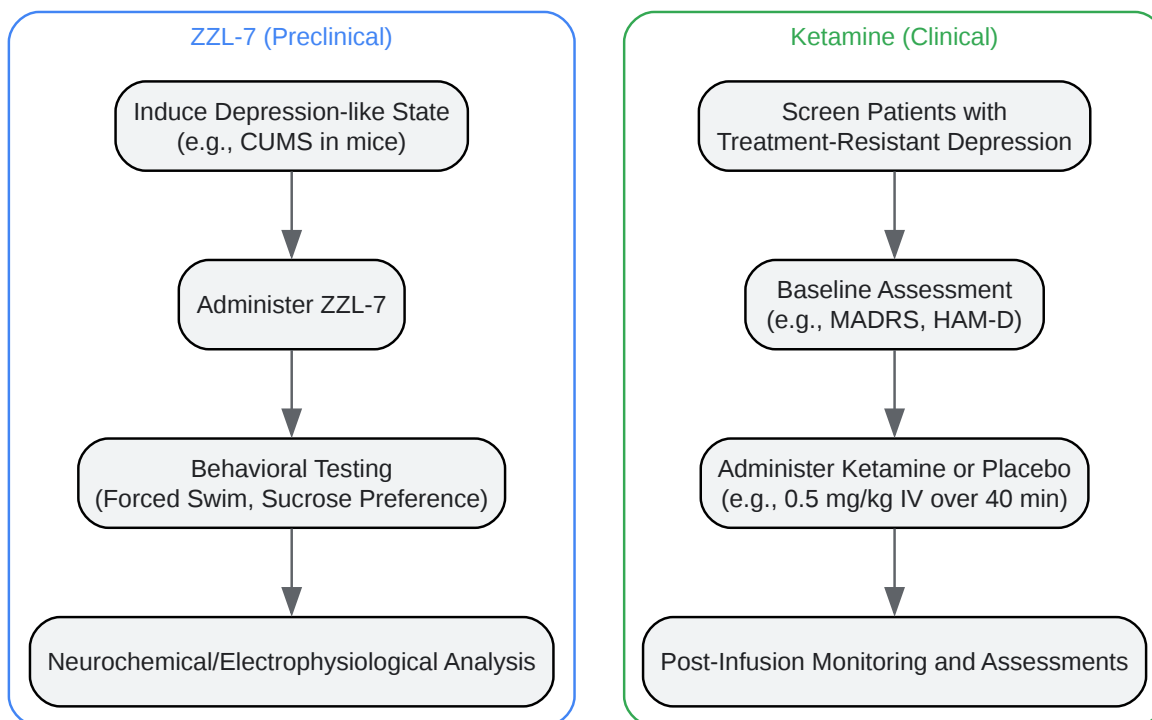 ZZL-7 (Preclinical)
Induce Depression-like State
(e.g., CUMS in mice)
Administer ZZL-7
Behavioral Testing
(Forced Swim, Sucrose Preference)
Neurochemical/Electrophysiological Analysis
Ketamine (Clinical)
Screen Patients with
Treatment-Resistant Depression
Baseline Assessment
(e.g., MADRS, HAM-D)
Administer Ketamine or Placebo
(e.g., 0.5 mg/kg IV over 40 min)
Post-Infusion Monitoring and Assessments